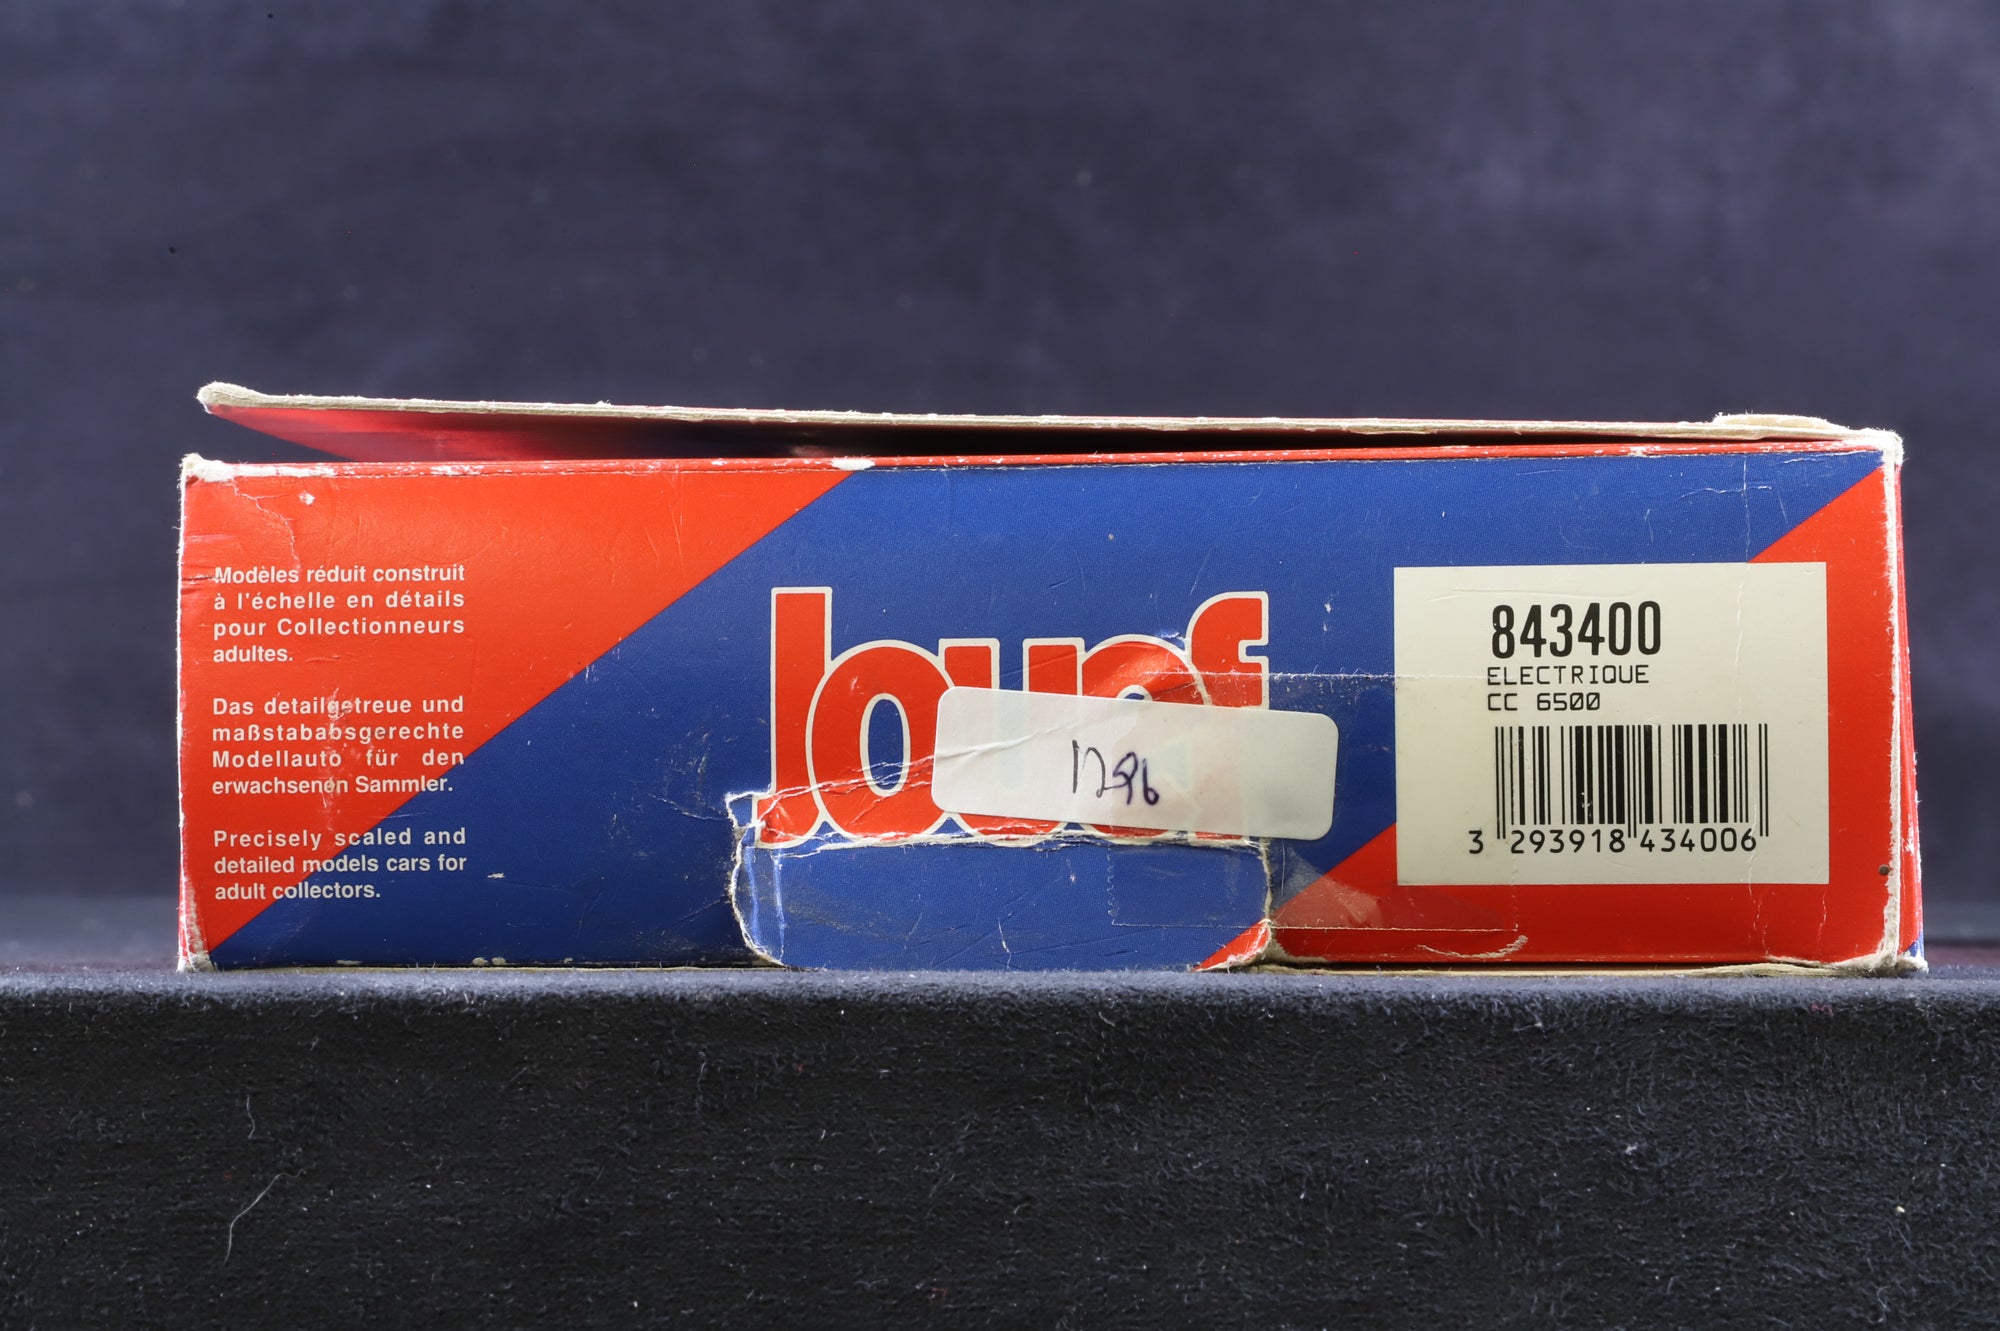 Modèles réduit construit
à l'échelle en détails
pour Collectionneurs
adultes.
Das detailgetreue und
maßstababsgerechte
Modellauto für den
erwachsenen Sammler.
Precisely scaled and
detailed models cars for
adult collectors.
Jouef
843400
ELECTRIQUE
CC 6500
3 293918 434006